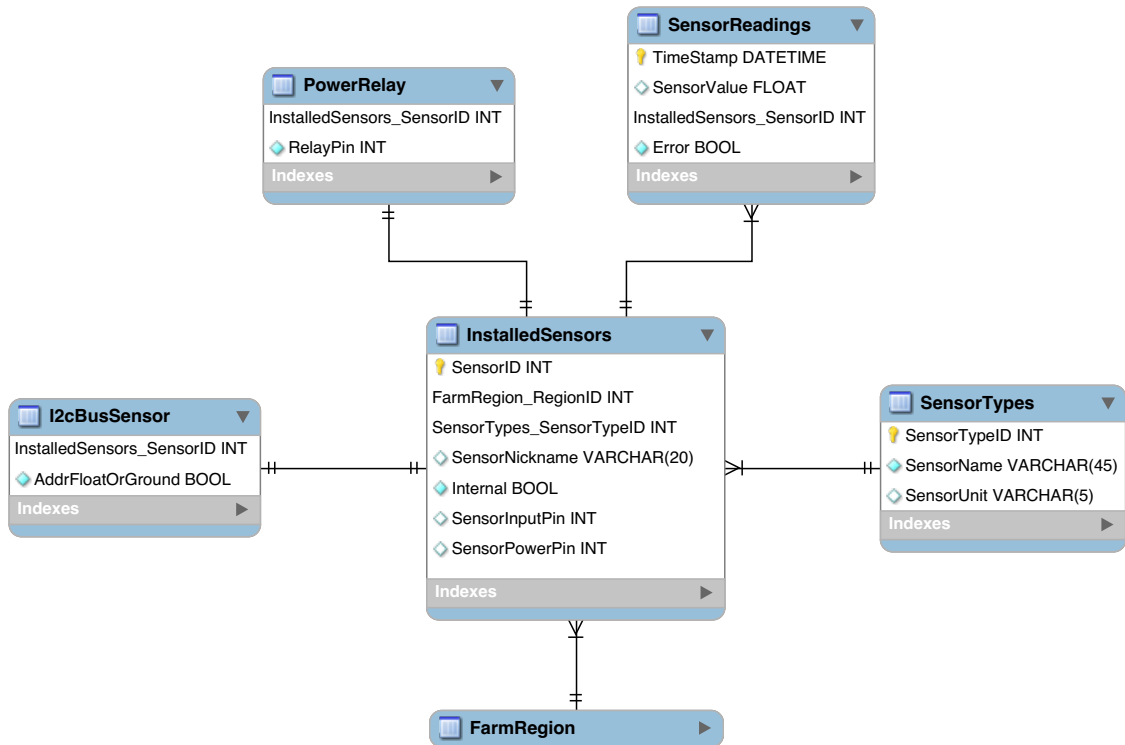 SensorReadings
TimeStamp DATETIME
SensorValue FLOAT
InstalledSensors_SensorID INT
Error BOOL
Indexes
PowerRelay
InstalledSensors_SensorID INT
RelayPin INT
Indexes
InstalledSensors
SensorID INT
FarmRegion_RegionID INT
SensorTypes_SensorTypeID INT
SensorNickname VARCHAR(20)
Internal BOOL
SensorInputPin INT
SensorPowerPin INT
Indexes
I2cBusSensor
InstalledSensors_SensorID INT
AddrFloatOrGround BOOL
Indexes
SensorTypes
SensorTypeID INT
SensorName VARCHAR(45)
SensorUnit VARCHAR(5)
Indexes
FarmRegion